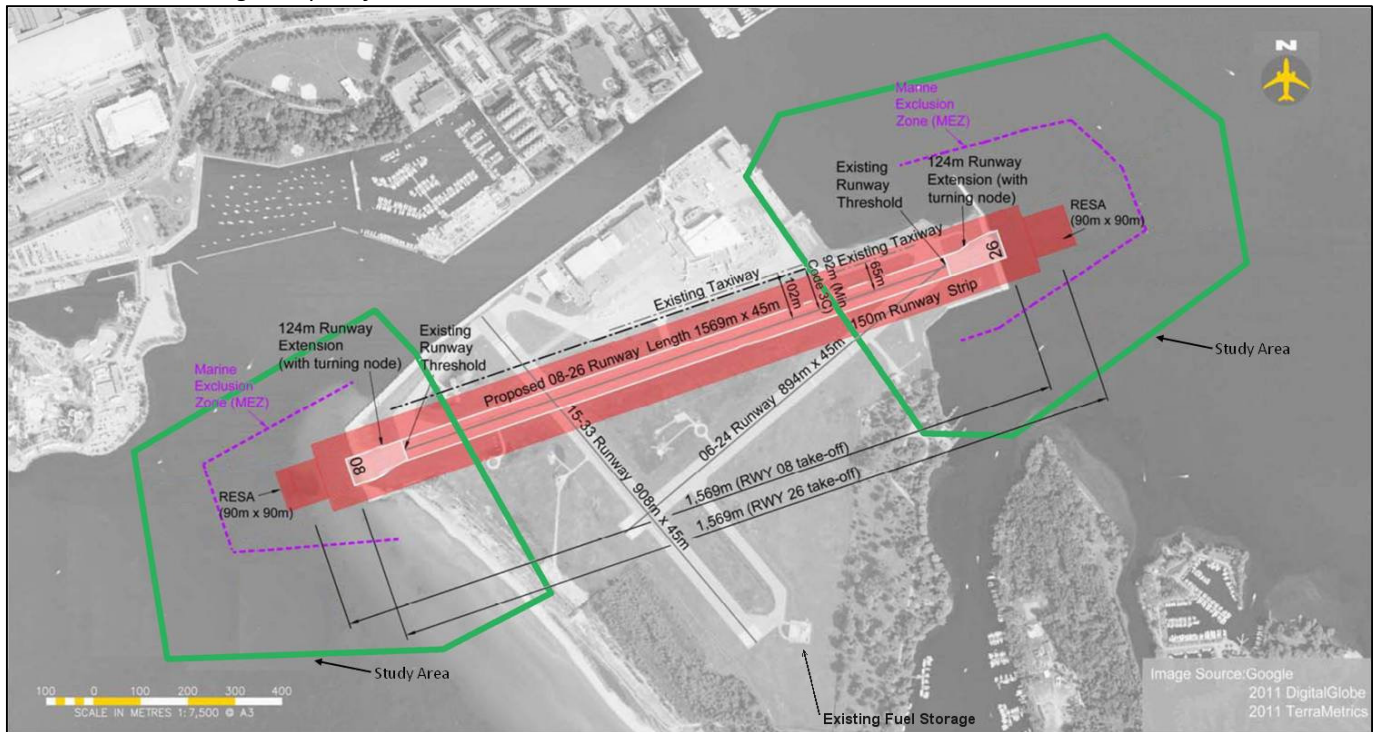 N
Marine
Exclusion
Zone (MEZ)
Existing
Runway
Threshold
124m Runway
Extension (with
turning node)
RESA
(90m x 90m)
26
Existing Taxiway
Existing Taxiway
92m (Min
Code 3C)
65m
102m
150m Runway Strip
Proposed 08-26 Runway Length 1569m x 45m
124m Runway
Extension
(with turning node)
Existing
Runway
Threshold
Marine
Exclusion
Zone (MEZ)
Study Area
08
RESA
(90m x 90m)
15-33 Runway 908m x 45m
06-24 Runway 894m x 45m
1,569m (RWY 08 take-off)
1,569m (RWY 26 take-off)
Study Area
100 0 100 200 300 400
SCALE IN METRES 1:7,500 @ A3
Existing Fuel Storage
Image Source:Google
2011 DigitalGlobe
2011 TerraMetrics